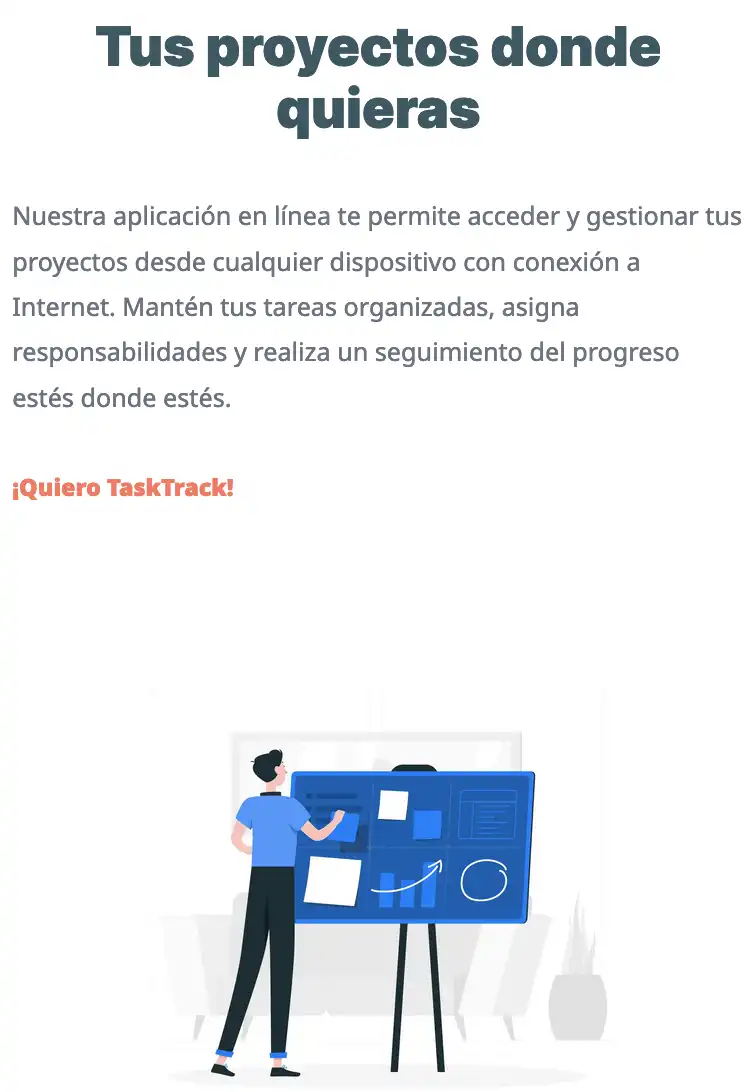 Tus proyectos donde
quieras
Nuestra aplicación en línea te permite acceder y gestionar tus
proyectos desde cualquier dispositivo con conexión a
Internet. Mantén tus tareas organizadas, asigna
responsabilidades y realiza un seguimiento del progreso
estés donde estés.
¡Quiero TaskTrack!